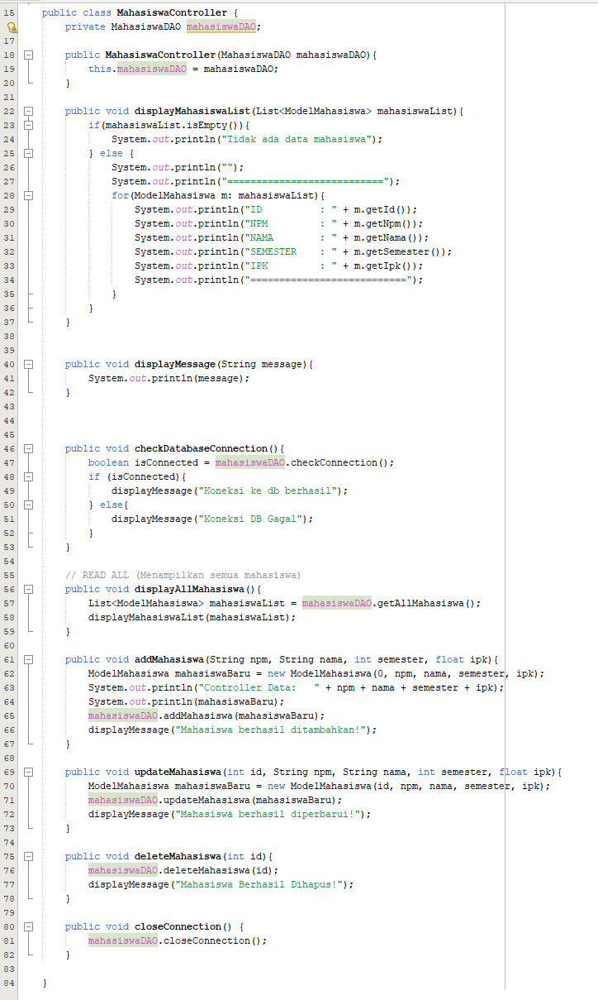 15 public class MahasiswaController {
private MahasiswaDAO mahasiswaDAO;
17
18 public MahasiswaController(MahasiswaDAO mahasiswaDAO){
19 this.mahasiswaDAO = mahasiswaDAO;
20 }
21
22 public void displayMahasiswaList(List<ModelMahasiswa> mahasiswaList){
23 if(mahasiswaList.isEmpty()){
24 System.out.println("Tidak ada data mahasiswa");
25 } else {
26 System.out.println("");
27 System.out.println("===========================");
28 for(ModelMahasiswa m: mahasiswaList){
29 System.out.println("ID          : " + m.getId());
30 System.out.println("NPM         : " + m.getNpm());
31 System.out.println("NAMA        : " + m.getNama());
32 System.out.println("SEMESTER    : " + m.getSemester());
33 System.out.println("IPK         : " + m.getIpk());
34 System.out.println("===========================");
35 }
36 }
37 }
38
39
40 public void displayMessage(String message){
41 System.out.println(message);
42 }
43
44
45
46 public void checkDatabaseConnection(){
47 boolean isConnected = mahasiswaDAO.checkConnection();
48 if (isConnected){
49 displayMessage("Koneksi ke db berhasil");
50 } else{
51 displayMessage("Koneksi DB Gagal");
52 }
53 }
54
55 // READ ALL (Menampilkan semua mahasiswa)
56 public void displayAllMahasiswa(){
57 List<ModelMahasiswa> mahasiswaList = mahasiswaDAO.getAllMahasiswa();
58 displayMahasiswaList(mahasiswaList);
59 }
60
61 public void addMahasiswa(String npm, String nama, int semester, float ipk){
62 ModelMahasiswa mahasiswaBaru = new ModelMahasiswa(0, npm, nama, semester, ipk);
63 System.out.println("Controller Data:   " + npm + nama + semester + ipk);
64 System.out.println(mahasiswaBaru);
65 mahasiswaDAO.addMahasiswa(mahasiswaBaru);
66 displayMessage("Mahasiswa berhasil ditambahkan!");
67 }
68
69 public void updateMahasiswa(int id, String npm, String nama, int semester, float ipk){
70 ModelMahasiswa mahasiswaBaru = new ModelMahasiswa(id, npm, nama, semester, ipk);
71 mahasiswaDAO.updateMahasiswa(mahasiswaBaru);
72 displayMessage("Mahasiswa berhasil diperbarui!");
73 }
74
75 public void deleteMahasiswa(int id){
76 mahasiswaDAO.deleteMahasiswa(id);
77 displayMessage("Mahasiswa Berhasil Dihapus!");
78 }
79
80 public void closeConnection() {
81 mahasiswaDAO.closeConnection();
82 }
83
84 }